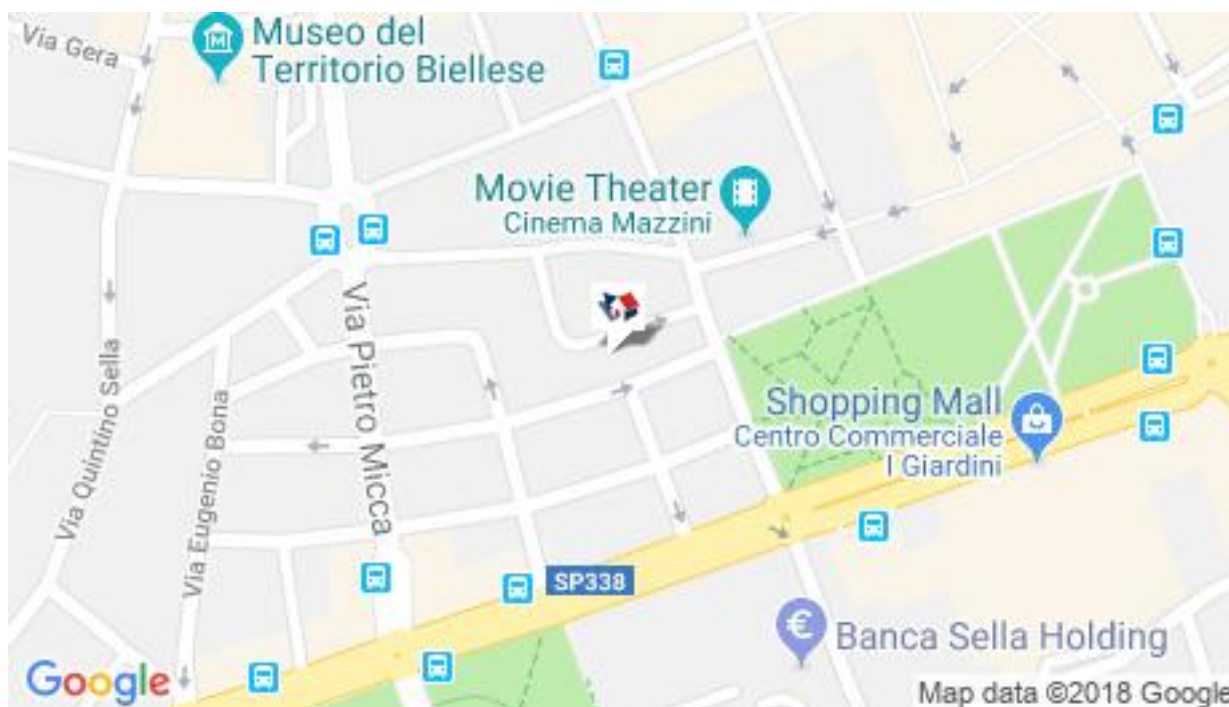 Via Gera
Museo del
Territorio Biellese
Movie Theater
Cinema Mazzini
Via Pietro Micca
Via Quintino Sella
Via Eugenio Bona
Shopping Mall
Centro Commerciale
I Giardini
SP338
Banca Sella Holding
Google
Map data ©2018 Google